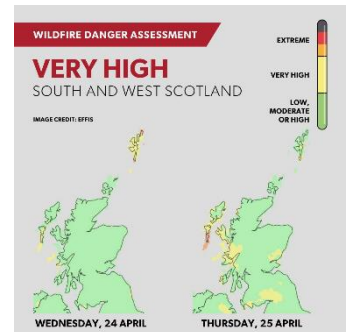 WILDFIRE DANGER ASSESSMENT
VERY HIGH
SOUTH AND WEST SCOTLAND
IMAGE CREDIT: EFFIS
EXTREME
VERY HIGH
LOW,
MODERATE
OR HIGH
WEDNESDAY, 24 APRIL
THURSDAY, 25 APRIL